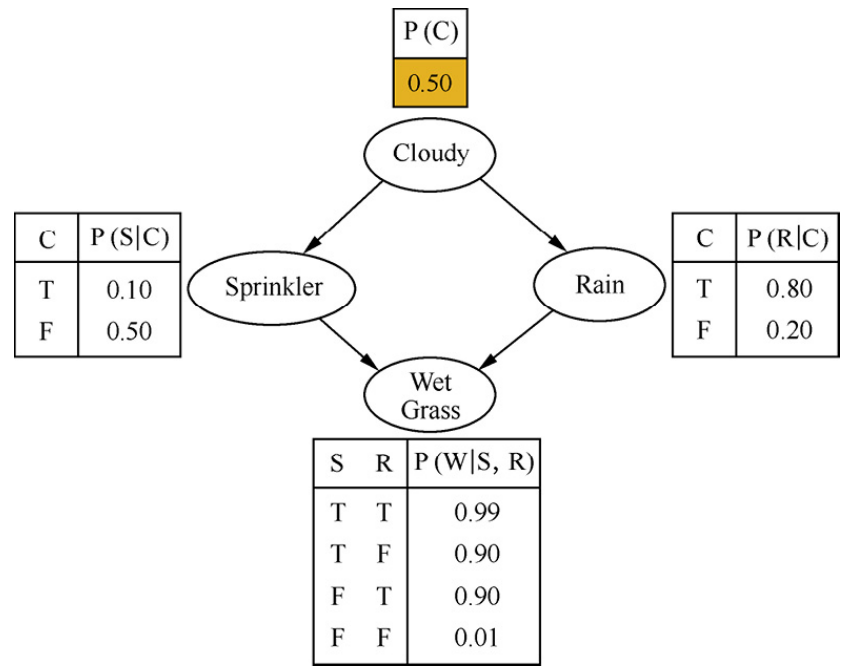 P (C)
0.50
Cloudy
C P (S|C)
T 0.10
F 0.50
Sprinkler
Rain
C P (R|C)
T 0.80
F 0.20
Wet
Grass
S R P (W|S, R)
T T 0.99
T F 0.90
F T 0.90
F F 0.01